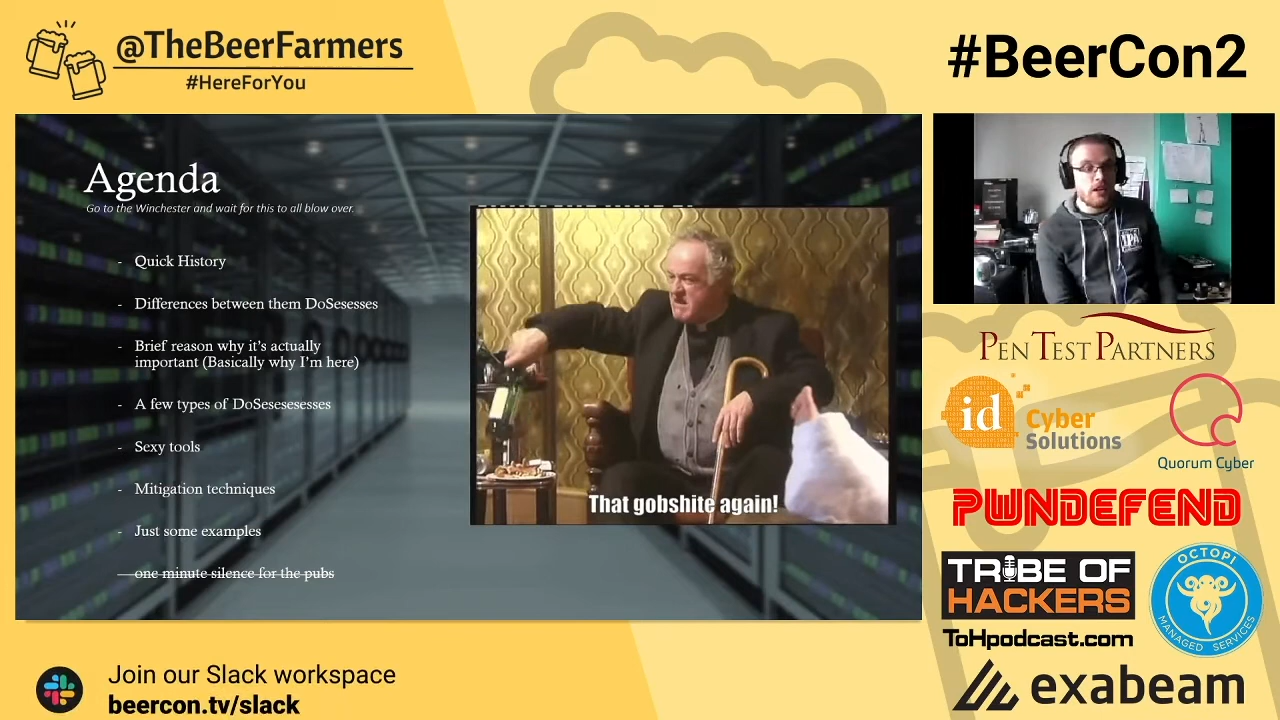 @TheBeerFarmers
#HereForYou
#BeerCon2
Agenda
Go to the Winchester and wait for this to all blow over.
- Quick History
- Differences between them DoSesesses
- Brief reason why it's actually
important (Basically why I'm here)
- A few types of DoSesesesesses
- Sexy tools
- Mitigation techniques
- Just some examples
- one minute silence for the pubs
That gobshite again!
IPA
PEN TEST PARTNERS
id Cyber
Solutions
Quorum Cyber
PWNDEFEND
TRIBE OF
HACKERS
ToHpodcast.com
OCTOPI
MANAGED SERVICES
exabeam
Join our Slack workspace
beercon.tv/slack